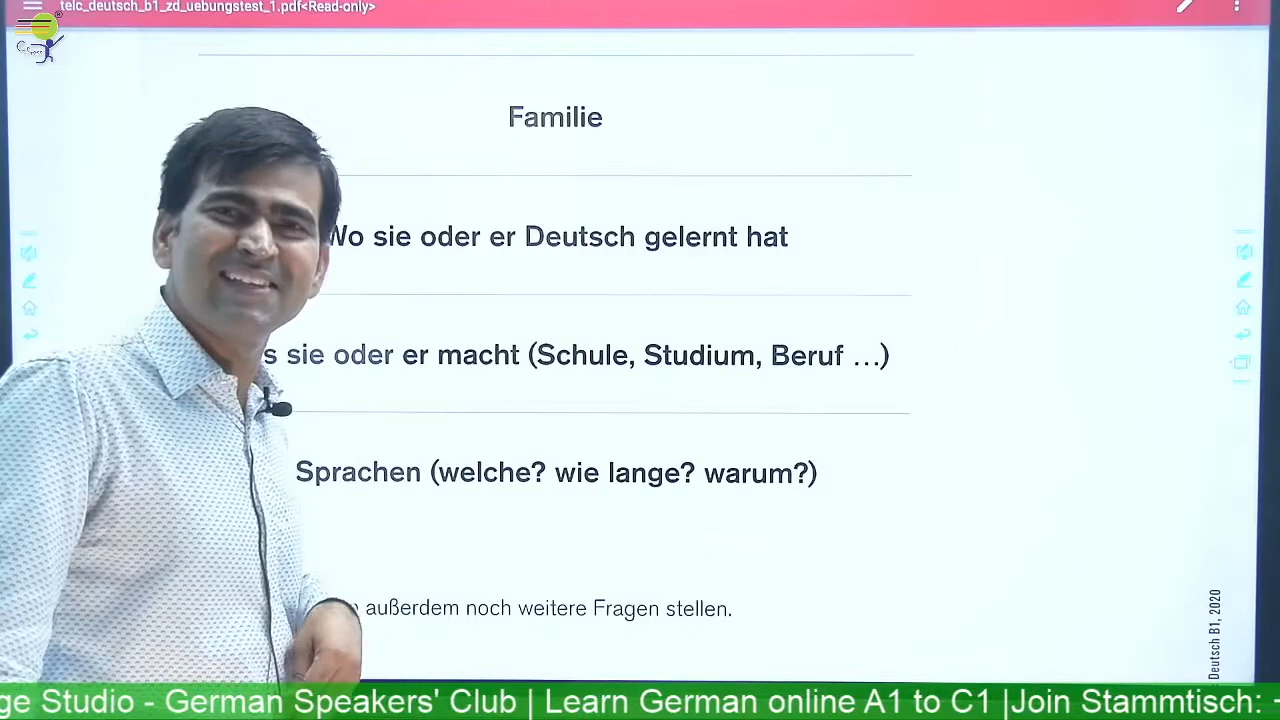 telc_deutsch_b1_zd_uebungstest_1.pdf<Read-only>
Familie
Wo sie oder er Deutsch gelernt hat
sie oder er macht (Schule, Studium, Beruf ...)
Sprachen (welche? wie lange? warum?)
außerdem noch weitere Fragen stellen.
Deutsch B1, 2020
Studio - German Speakers' Club | Learn German online A1 to C1 |Join Stammtisch: